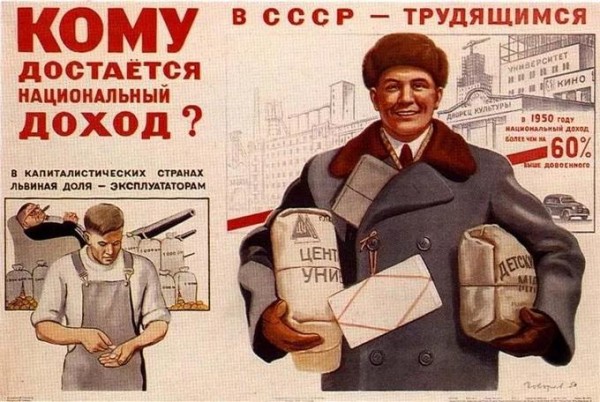 КОМУ
ДОСТАЁТСЯ
НАЦИОНАЛЬНЫЙ
ДОХОД?
В КАПИТАЛИСТИЧЕСКИХ СТРАНАХ
ЛЬВИНАЯ ДОЛЯ – ЭКСПЛУАТАТОРАМ
В СССР – ТРУДЯЩИМСЯ
УНИВЕРСИТЕТ
КИНО
ДВОРЕЦ КУЛЬТУРЫ
В 1950 ГОДУ
НАЦИОНАЛЬНЫЙ ДОХОД
БОЛЕЕ ЧЕМ НА
60%
ВЫШЕ ДОВОЕННОГО
ЦЕНТ
УНИ
ДЕТСК